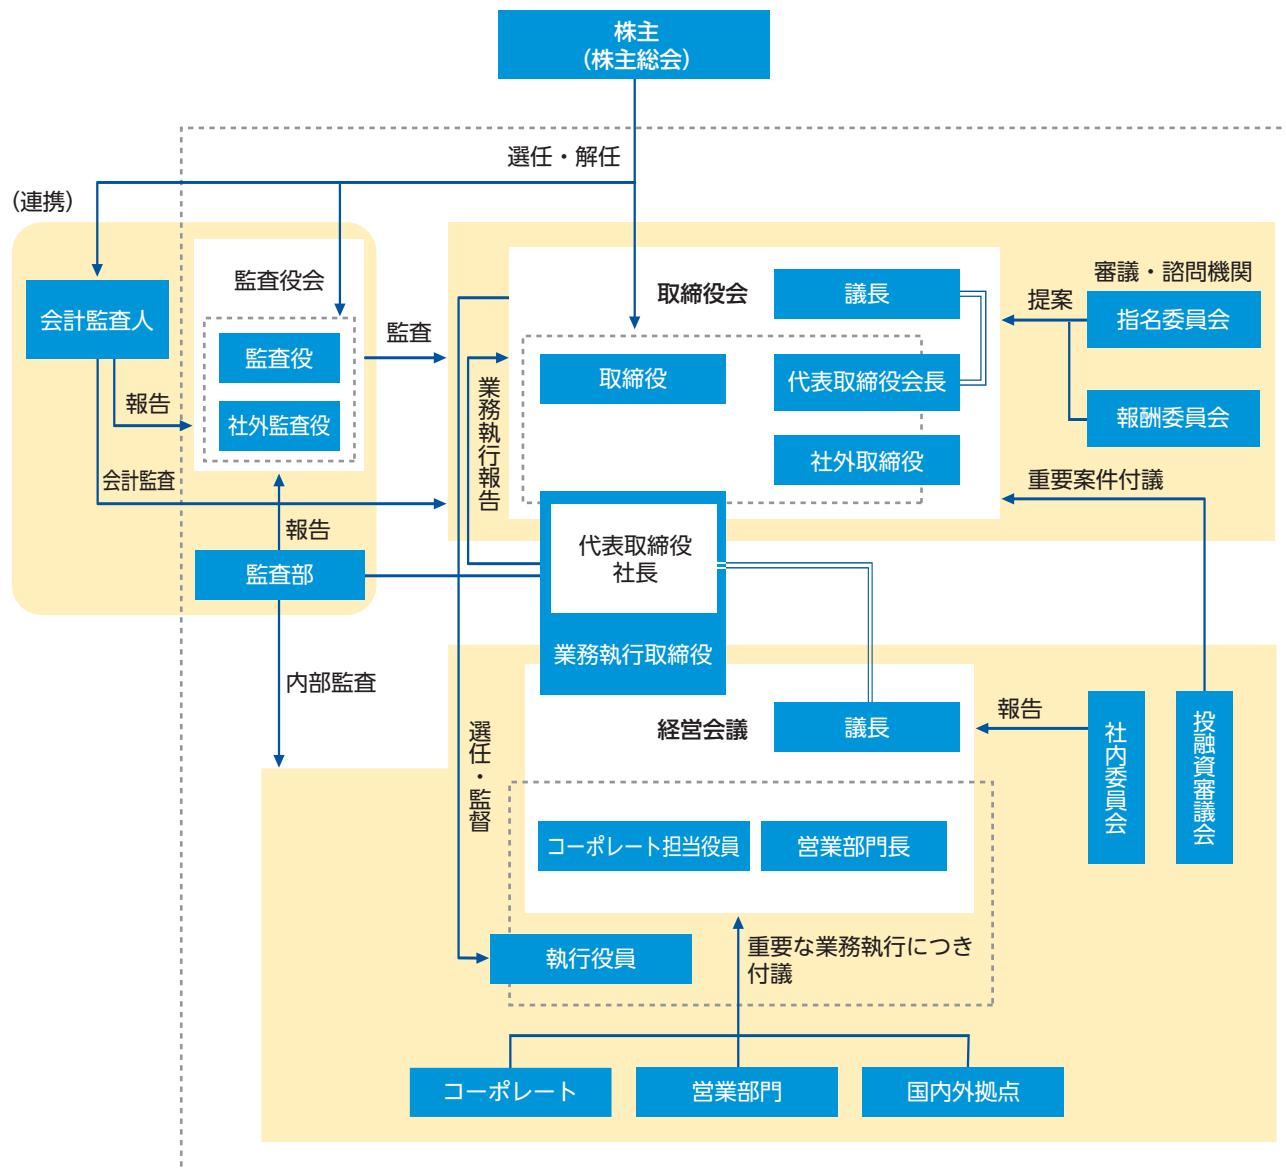 株主
（株主総会）
選任・解任
（連携）
会計監査人
監査役会
監査役
社外監査役
監査
報告
会計監査
報告
監査部
内部監査
取締役会
議長
取締役
代表取締役会長
社外取締役
業務執行報告
審議・諮問機関
提案
指名委員会
報酬委員会
重要案件付議
代表取締役
社長
業務執行取締役
選任・監督
経営会議
議長
報告
社内委員会
投融資審議会
コーポレート担当役員
営業部門長
執行役員
重要な業務執行につき
付議
コーポレート
営業部門
国内外拠点